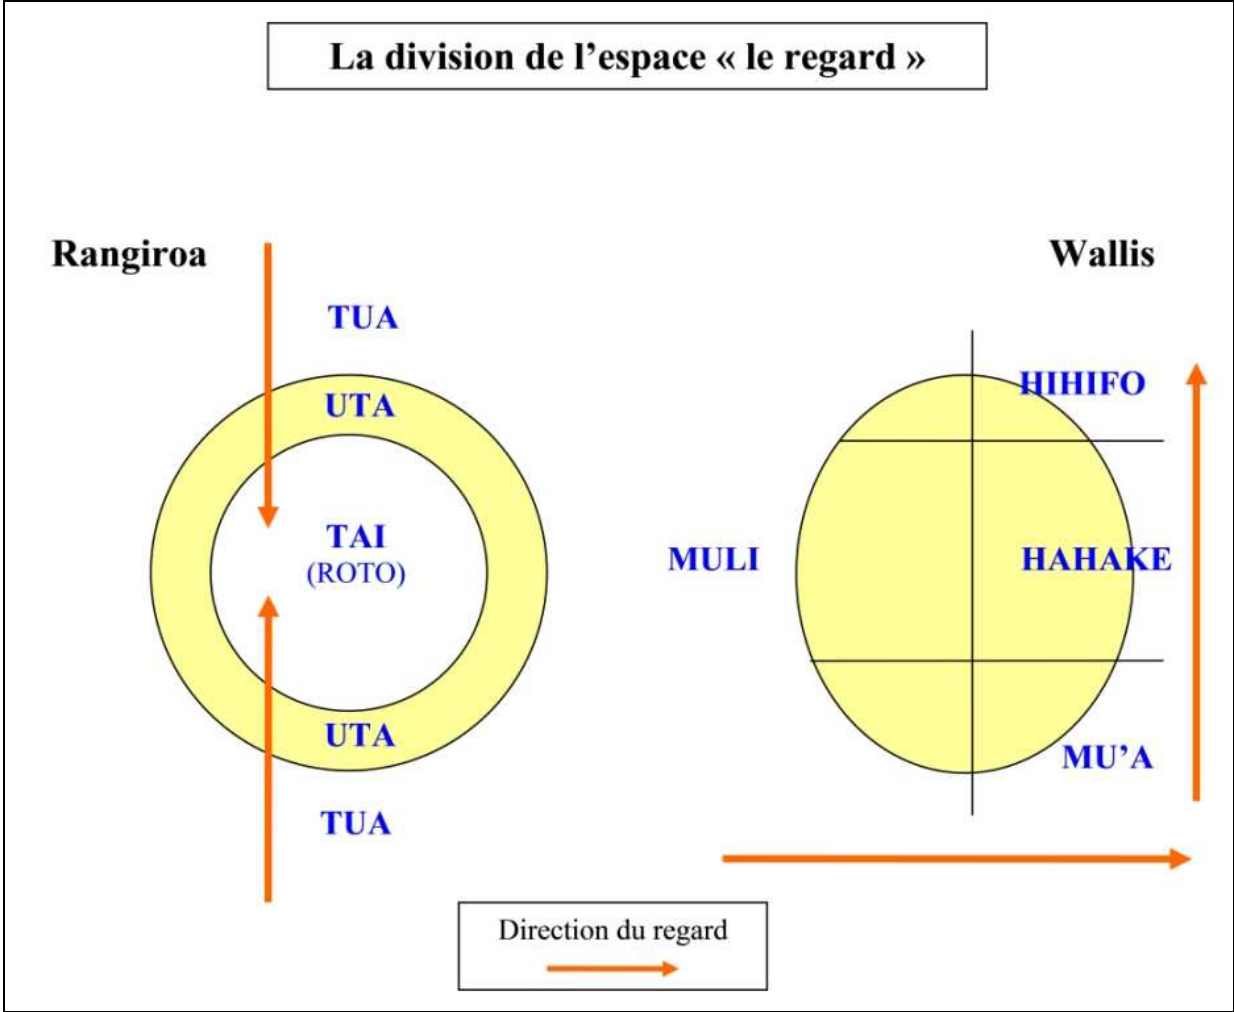 La division de l’espace « le regard »
Rangiroa
TUA
UTA
TAI
(ROTO)
UTA
TUA
Wallis
HIHIFO
MULI
HAHAKE
MU’A
Direction du regard